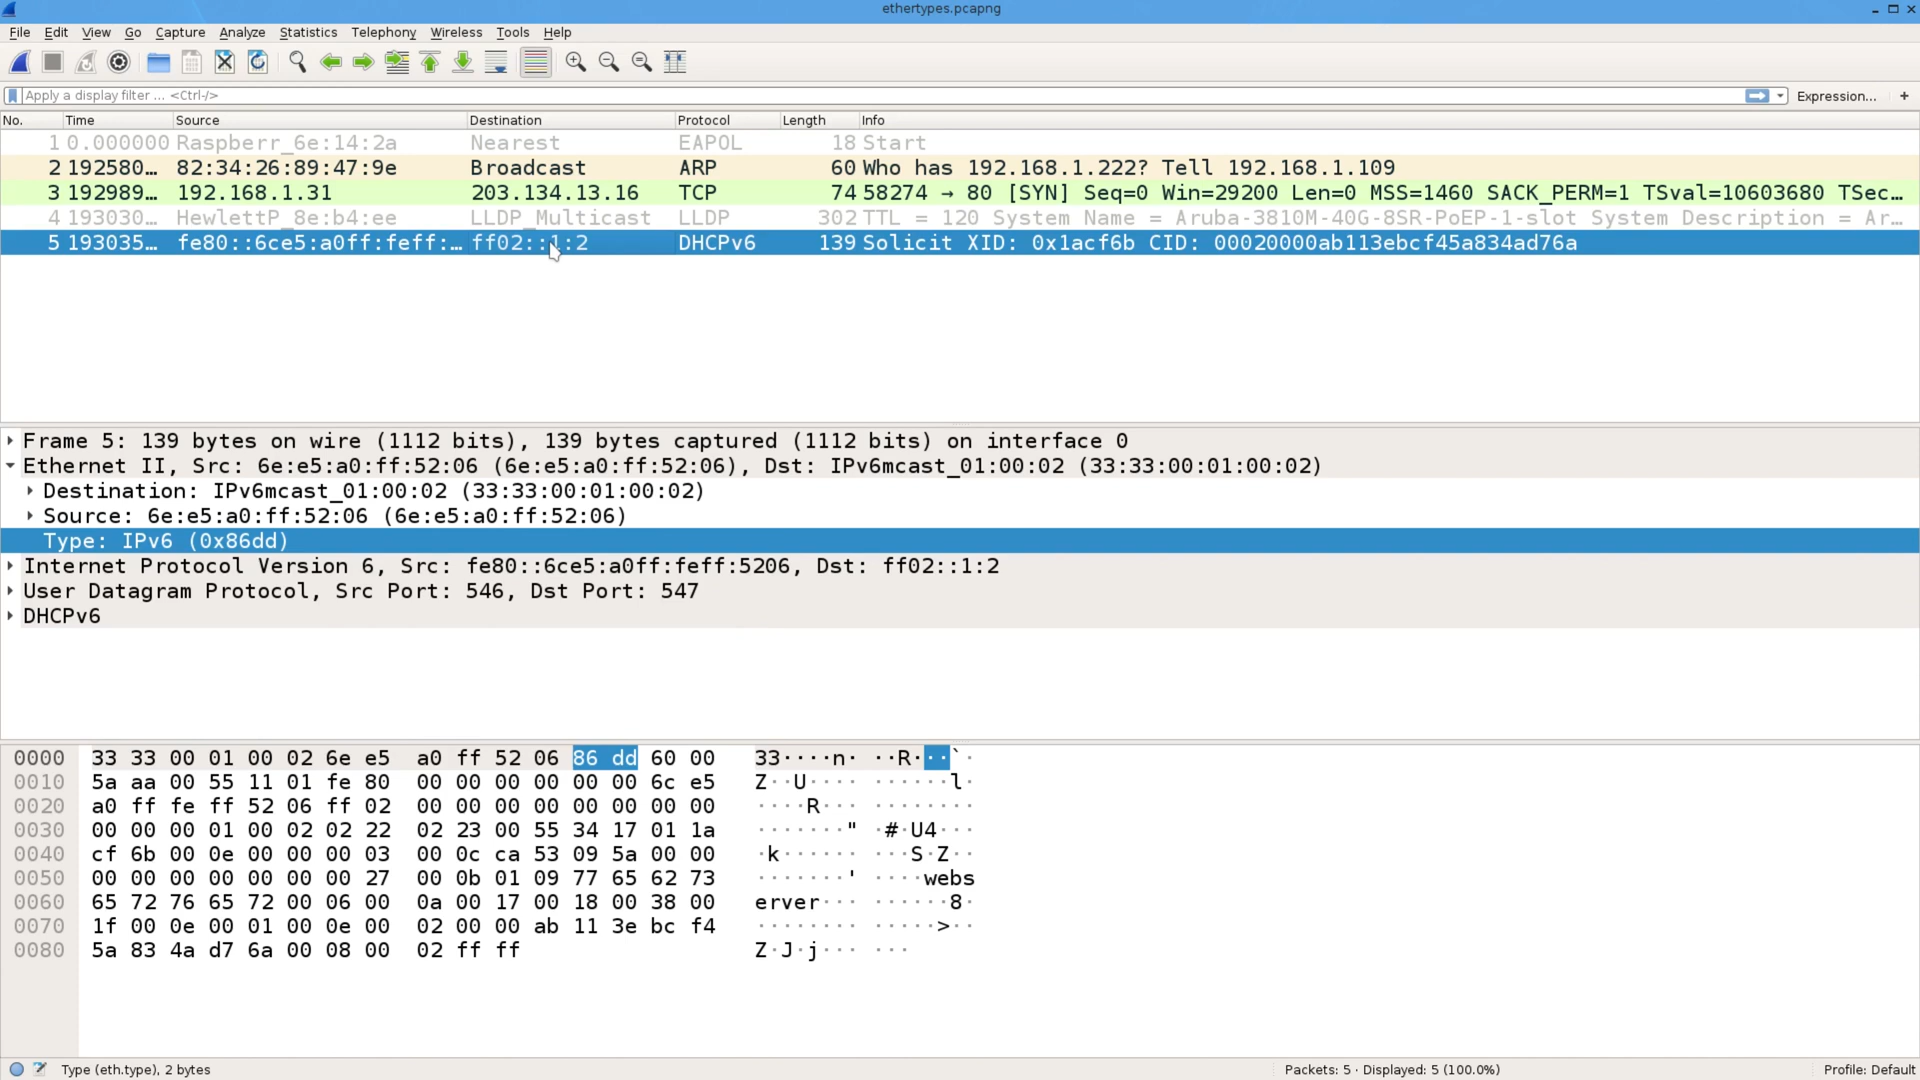 ethertypes.pcapng
File Edit View Go Capture Analyze Statistics Telephony Wireless Tools Help
Apply a display filter ... <Ctrl-/> Expression... +
No. Time Source Destination Protocol Length Info
1 0.000000 Raspberr_6e:14:2a Nearest EAPOL 18 Start
2 192580… 82:34:26:89:47:9e Broadcast ARP 60 Who has 192.168.1.222? Tell 192.168.1.109
3 192989… 192.168.1.31 203.134.13.16 TCP 74 58274 → 80 [SYN] Seq=0 Win=29200 Len=0 MSS=1460 SACK_PERM=1 TSval=10603680 TSec…
4 193030… HewlettP_8e:b4:ee LLDP_Multicast LLDP 302 TTL = 120 System Name = Aruba-3810M-40G-8SR-PoEP-1-slot System Description = Ar…
5 193035… fe80::6ce5:a0ff:feff:… ff02::1:2 DHCPv6 139 Solicit XID: 0x1acf6b CID: 00020000ab113ebcf45a834ad76a
Frame 5: 139 bytes on wire (1112 bits), 139 bytes captured (1112 bits) on interface 0
Ethernet II, Src: 6e:e5:a0:ff:52:06 (6e:e5:a0:ff:52:06), Dst: IPv6mcast_01:00:02 (33:33:00:01:00:02)
Destination: IPv6mcast_01:00:02 (33:33:00:01:00:02)
Source: 6e:e5:a0:ff:52:06 (6e:e5:a0:ff:52:06)
Type: IPv6 (0x86dd)
Internet Protocol Version 6, Src: fe80::6ce5:a0ff:feff:5206, Dst: ff02::1:2
User Datagram Protocol, Src Port: 546, Dst Port: 547
DHCPv6
0000 33 33 00 01 00 02 6e e5 a0 ff 52 06 86 dd 60 00 33····n· ··R···`·
0010 5a aa 00 55 11 01 fe 80 00 00 00 00 00 00 6c e5 Z··U···· ······l·
0020 a0 ff fe ff 52 06 ff 02 00 00 00 00 00 00 00 00 ····R··· ········
0030 00 00 00 01 00 02 02 22 02 23 00 55 34 17 01 1a ·······" ·#·U4···
0040 cf 6b 00 0e 00 00 00 03 00 0c ca 53 09 5a 00 00 ·k······ ···S·Z··
0050 00 00 00 00 00 00 00 27 00 0b 01 09 77 65 62 73 ·······' ····webs
0060 65 72 76 65 72 00 06 00 0a 00 17 00 18 00 38 00 erver··· ······8·
0070 1f 00 0e 00 01 00 0e 00 02 00 00 ab 11 3e bc f4 ········ ·····>··
0080 5a 83 4a d7 6a 00 08 00 02 ff ff Z·J·j··· ···
Type (eth.type), 2 bytes Packets: 5 · Displayed: 5 (100.0%) Profile: Default